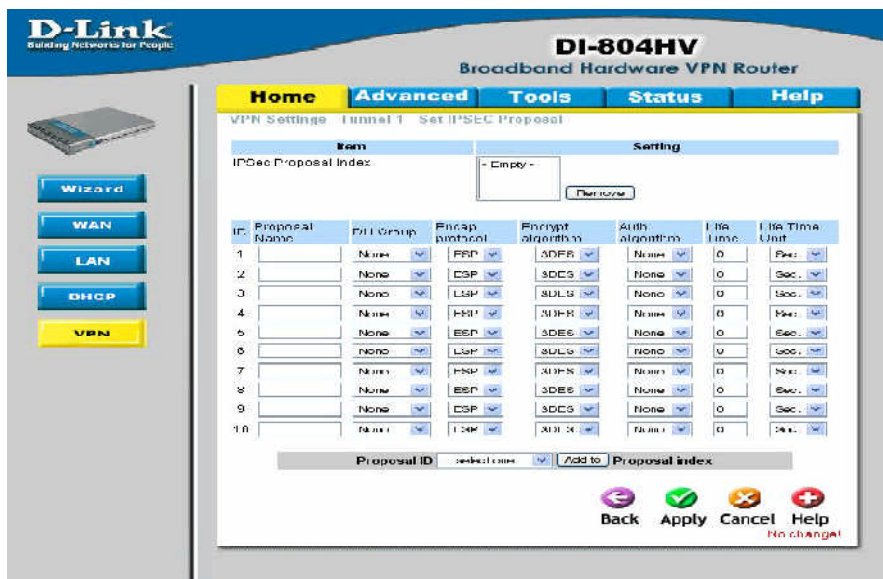 D-Link
Building Networks for People
DI-804HV
Broadband Hardware VPN Router
Home Advanced Tools Status Help
VPN Settings Tunnel 1 Set IPSEC Proposal
Item Setting
IPSec Proposal Index - Empty -
Remove
Wizard
WAN
LAN
DHCP
VPN
ID Proposal Name DH Group Encap protocol Encrypt algorithm Auth algorithm Life Time Life Time Unit
1 None ESP 3DES None 0 Sec.
2 None ESP 3DES None 0 Sec.
3 None ESP 3DES None 0 Sec.
4 None ESP 3DES None 0 Sec.
5 None ESP 3DES None 0 Sec.
6 None ESP 3DES None 0 Sec.
7 None ESP 3DES None 0 Sec.
8 None ESP 3DES None 0 Sec.
9 None ESP 3DES None 0 Sec.
10 None ESP 3DES None 0 Sec.
Proposal ID select one Add to Proposal index
Back Apply Cancel Help
No change!